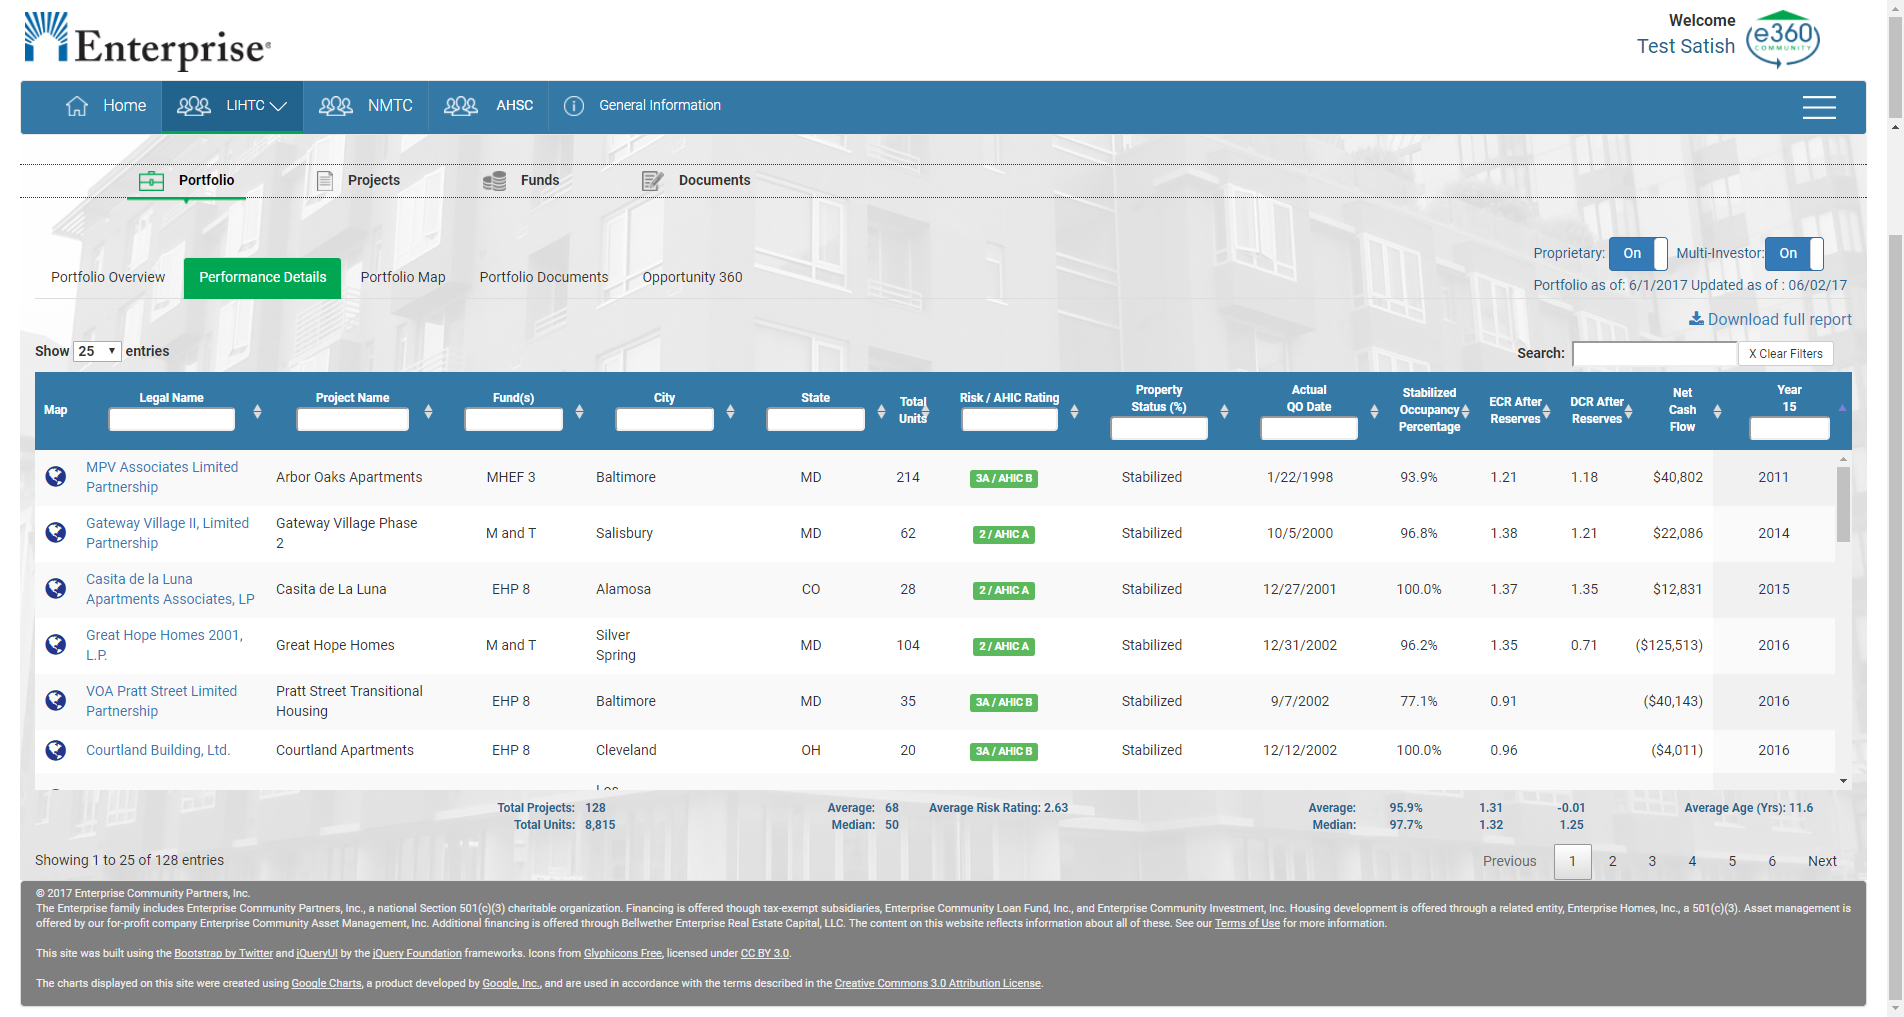 Enterprise®
Welcome
Test Satish
e360
COMMUNITY
Home
LIHTC
NMTC
AHSC
General Information
Portfolio
Projects
Funds
Documents
Proprietary: On Multi-Investor: On
Portfolio Overview
Performance Details
Portfolio Map
Portfolio Documents
Opportunity 360
Portfolio as of: 6/1/2017 Updated as of : 06/02/17
Download full report
Show 25 entries
Search:
X Clear Filters
Map
Legal Name
Project Name
Fund(s)
City
State
Total
Units
Risk / AHIC Rating
Property
Status (%)
Actual
QO Date
Stabilized
Occupancy
Percentage
ECR After
Reserves
DCR After
Reserves
Net
Cash
Flow
Year
15
MPV Associates Limited
Partnership
Arbor Oaks Apartments
MHEF 3
Baltimore
MD
214
3A / AHIC B
Stabilized
1/22/1998
93.9%
1.21
1.18
$40,802
2011
Gateway Village II, Limited
Partnership
Gateway Village Phase
2
M and T
Salisbury
MD
62
2 / AHIC A
Stabilized
10/5/2000
96.8%
1.38
1.21
$22,086
2014
Casita de la Luna
Apartments Associates, LP
Casita de La Luna
EHP 8
Alamosa
CO
28
2 / AHIC A
Stabilized
12/27/2001
100.0%
1.37
1.35
$12,831
2015
Great Hope Homes 2001,
L.P.
Great Hope Homes
M and T
Silver
Spring
MD
104
2 / AHIC A
Stabilized
12/31/2002
96.2%
1.35
0.71
($125,513)
2016
VOA Pratt Street Limited
Partnership
Pratt Street Transitional
Housing
EHP 8
Baltimore
MD
35
3A / AHIC B
Stabilized
9/7/2002
77.1%
0.91
($40,143)
2016
Courtland Building, Ltd.
Courtland Apartments
EHP 8
Cleveland
OH
20
3A / AHIC B
Stabilized
12/12/2002
100.0%
0.96
($4,011)
2016
Total Projects: 128
Total Units: 8,815
Average: 68
Median: 50
Average Risk Rating: 2.63
Average: 95.9% 1.31 -0.01
Median: 97.7% 1.32 1.25
Average Age (Yrs): 11.6
Showing 1 to 25 of 128 entries
Previous 1 2 3 4 5 6 Next
© 2017 Enterprise Community Partners, Inc.
The Enterprise family includes Enterprise Community Partners, Inc., a national Section 501(c)(3) charitable organization. Financing is offered though tax-exempt subsidiaries, Enterprise Community Loan Fund, Inc., and Enterprise Community Investment, Inc. Housing development is offered through a related entity, Enterprise Homes, Inc., a 501(c)(3). Asset management is
offered by our for-profit company Enterprise Community Asset Management, Inc. Additional financing is offered through Bellwether Enterprise Real Estate Capital, LLC. The content on this website reflects information about all of these. See our Terms of Use for more information.
This site was built using the Bootstrap by Twitter and jQueryUI by the jQuery Foundation frameworks. Icons from Glyphicons Free, licensed under CC BY 3.0.
The charts displayed on this site were created using Google Charts, a product developed by Google, Inc., and are used in accordance with the terms described in the Creative Commons 3.0 Attribution License.